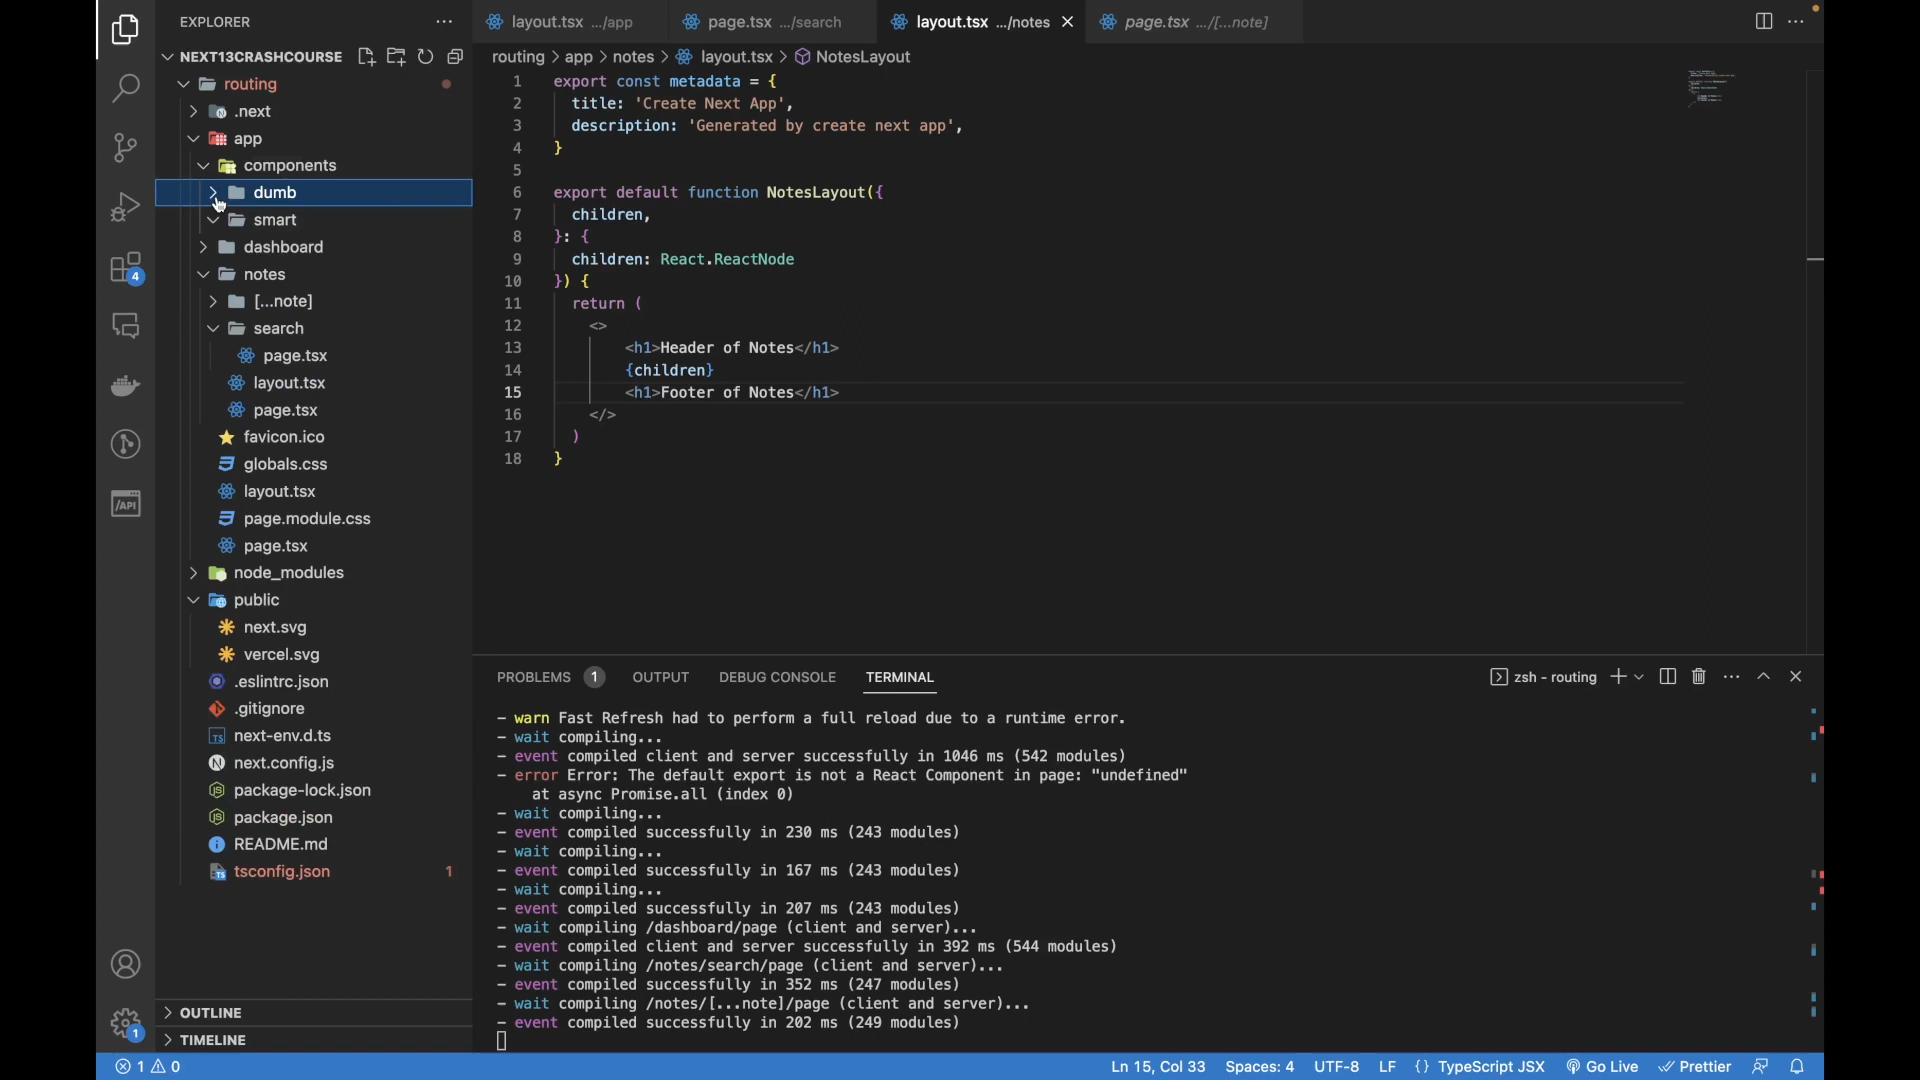 EXPLORER
NEXT13CRASHCOURSE
routing
.next
app
components
dumb
smart
dashboard
notes
[...note]
search
page.tsx
layout.tsx
page.tsx
favicon.ico
globals.css
layout.tsx
page.module.css
page.tsx
node_modules
public
next.svg
vercel.svg
.eslintrc.json
.gitignore
next-env.d.ts
next.config.js
package-lock.json
package.json
README.md
tsconfig.json 1
OUTLINE
TIMELINE
4
/API
1
layout.tsx .../app page.tsx .../search layout.tsx .../notes page.tsx .../[...note]
routing > app > notes > layout.tsx > NotesLayout
1 export const metadata = {
2 title: 'Create Next App',
3 description: 'Generated by create next app',
4 }
5
6 export default function NotesLayout({
7 children,
8 }: {
9 children: React.ReactNode
10 }) {
11 return (
12 <>
13 <h1>Header of Notes</h1>
14 {children}
15 <h1>Footer of Notes</h1>
16 </>
17 )
18 }
PROBLEMS 1 OUTPUT DEBUG CONSOLE TERMINAL zsh - routing
- warn Fast Refresh had to perform a full reload due to a runtime error.
- wait compiling...
- event compiled client and server successfully in 1046 ms (542 modules)
- error Error: The default export is not a React Component in page: "undefined"
at async Promise.all (index 0)
- wait compiling...
- event compiled successfully in 230 ms (243 modules)
- wait compiling...
- event compiled successfully in 167 ms (243 modules)
- wait compiling...
- event compiled successfully in 207 ms (243 modules)
- wait compiling /dashboard/page (client and server)...
- event compiled client and server successfully in 392 ms (544 modules)
- wait compiling /notes/search/page (client and server)...
- event compiled successfully in 352 ms (247 modules)
- wait compiling /notes/[...note]/page (client and server)...
- event compiled successfully in 202 ms (249 modules)
1 0 Ln 15, Col 33 Spaces: 4 UTF-8 LF {} TypeScript JSX Go Live Prettier